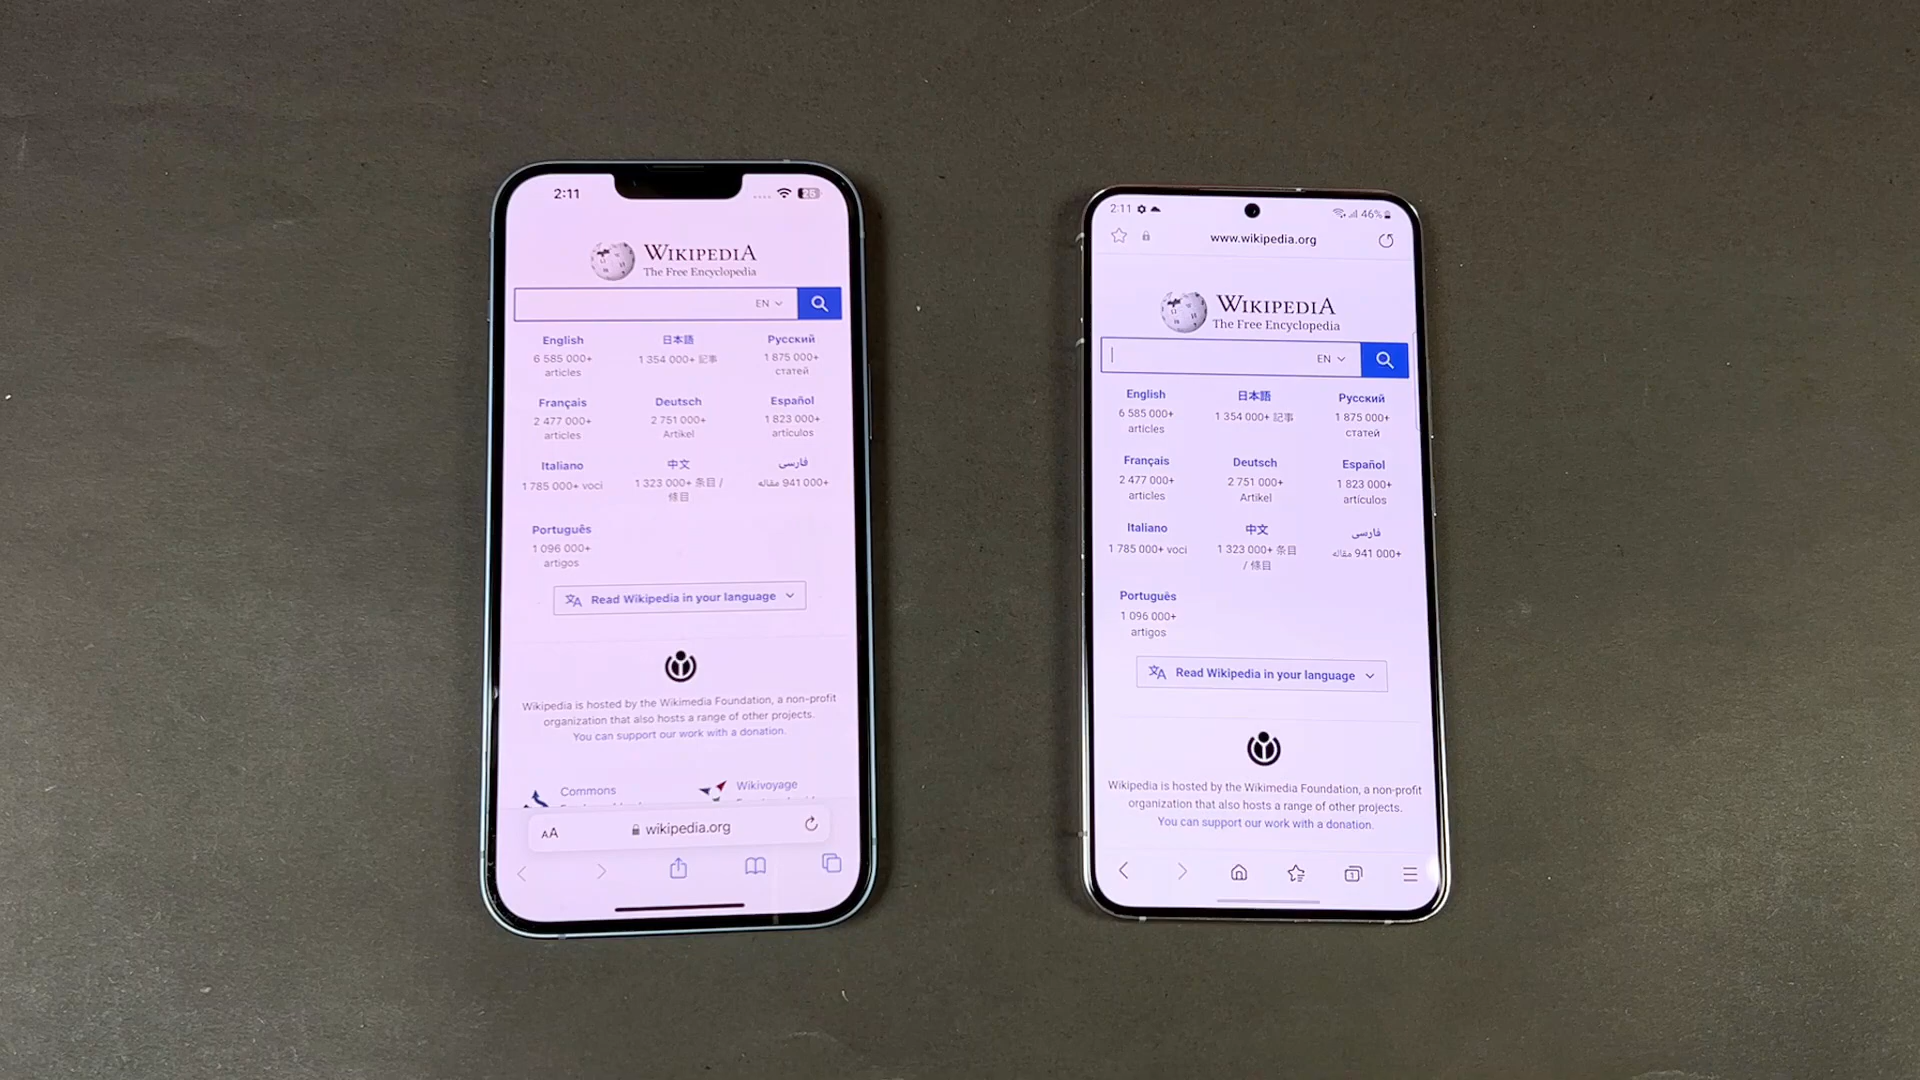 2:11
25
WIKIPEDIA
The Free Encyclopedia
EN
English
6 585 000+
articles
日本語
1 354 000+ 記事
Русский
1 875 000+
статей
Français
2 477 000+
articles
Deutsch
2 751 000+
Artikel
Español
1 823 000+
artículos
Italiano
1 785 000+ voci
中文
1 323 000+ 条目 /
條目
فارسی
۹41 000+ مقاله
Português
1 096 000+
artigos
Read Wikipedia in your language
Wikipedia is hosted by the Wikimedia Foundation, a non-profit
organization that also hosts a range of other projects.
You can support our work with a donation.
Commons
Wikivoyage
AA
wikipedia.org
2:11
46%
www.wikipedia.org
WIKIPEDIA
The Free Encyclopedia
EN
English
6 585 000+
articles
日本語
1 354 000+ 記事
Русский
1 875 000+
статей
Français
2 477 000+
articles
Deutsch
2 751 000+
Artikel
Español
1 823 000+
artículos
Italiano
1 785 000+ voci
中文
1 323 000+ 条目
/ 條目
فارسی
941 000+ مقاله
Português
1 096 000+
artigos
Read Wikipedia in your language
Wikipedia is hosted by the Wikimedia Foundation, a non-profit
organization that also hosts a range of other projects.
You can support our work with a donation.
1